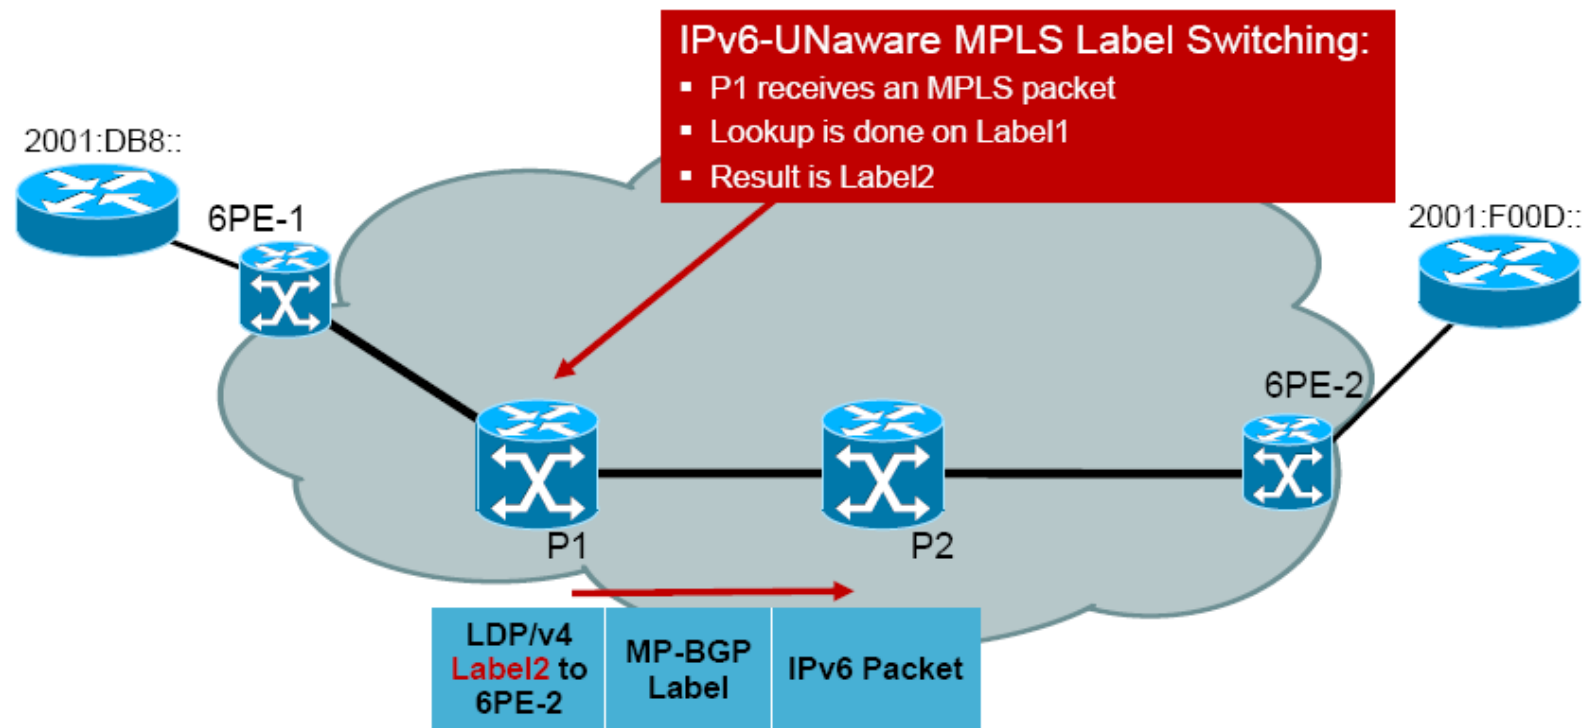 IPv6-UNaware MPLS Label Switching:
▪ P1 receives an MPLS packet
▪ Lookup is done on Label1
▪ Result is Label2
2001:DB8::
6PE-1
2001:F00D::
6PE-2
P1
P2
LDP/v4
Label2 to
6PE-2
MP-BGP
Label
IPv6 Packet